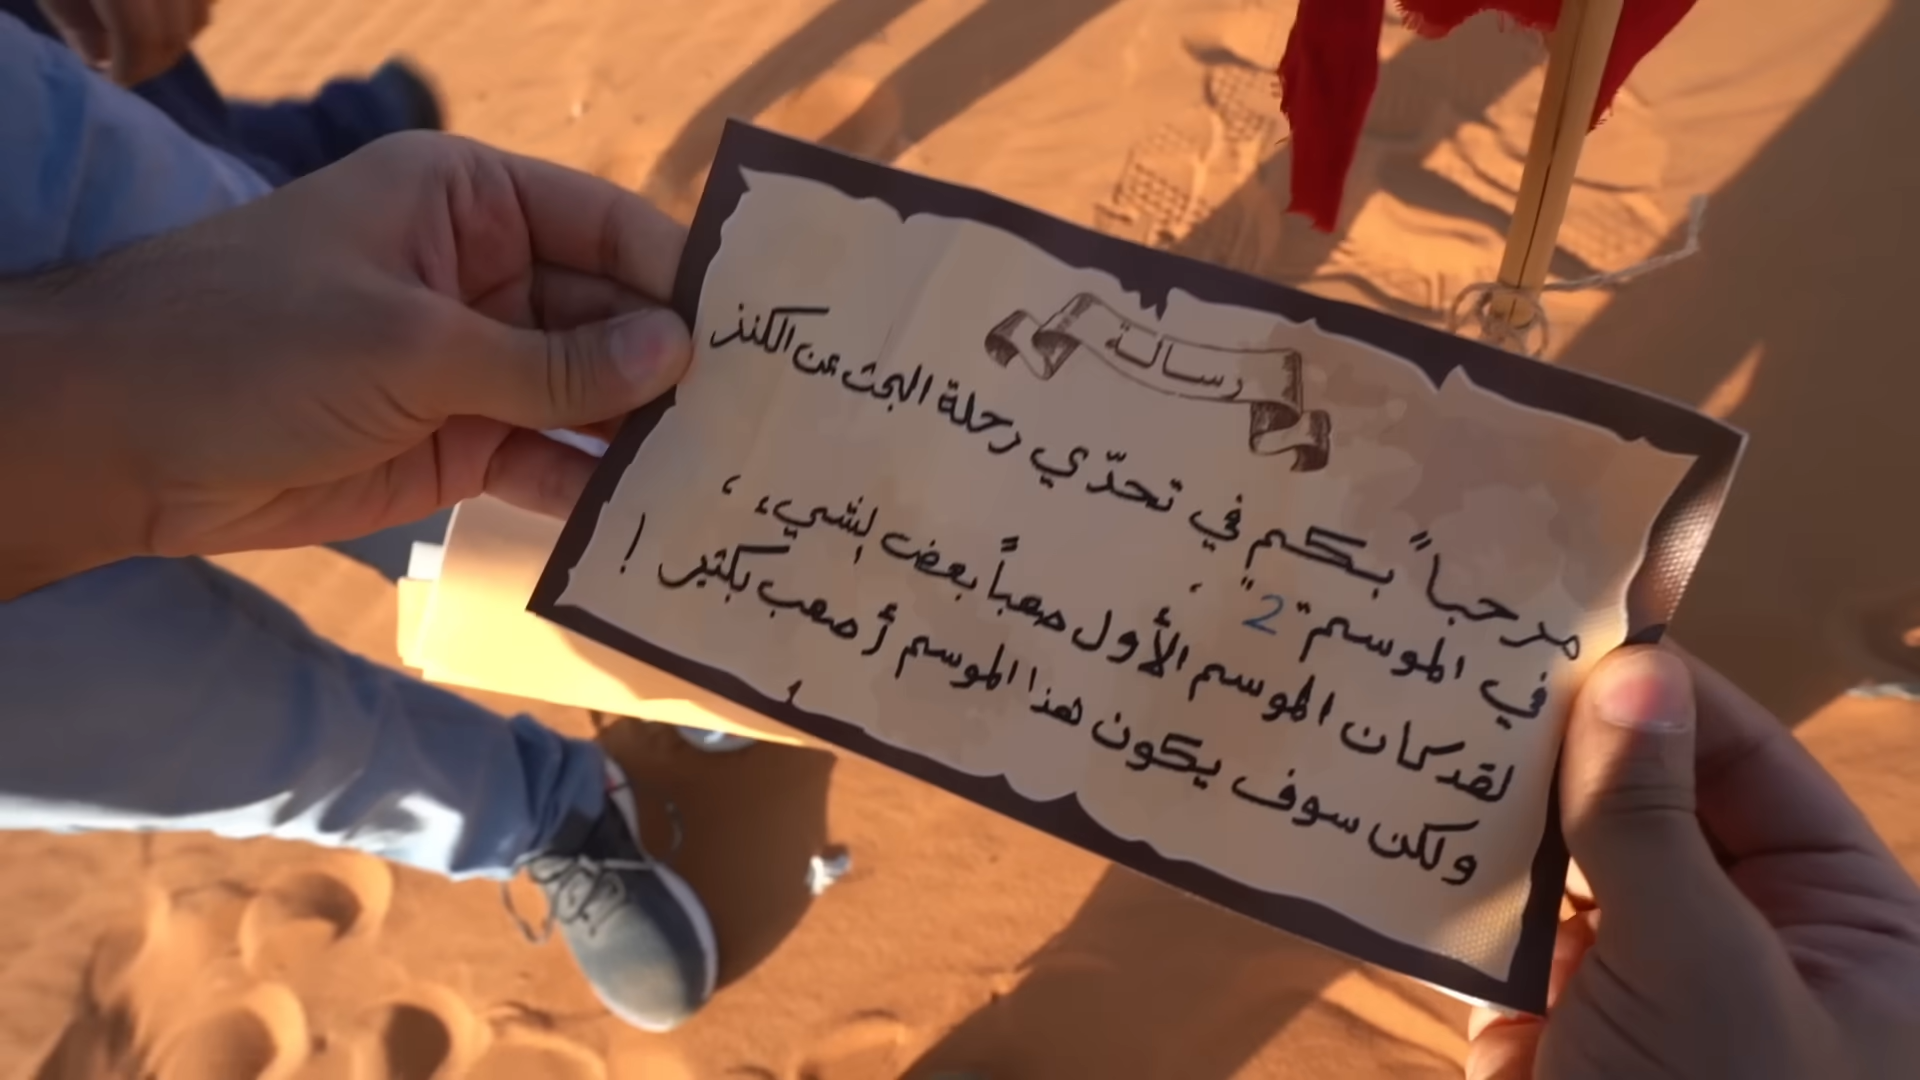 رسالة
مرحباً بكم في تحدّي رحلة البحث عن الكنز
في الموسم "2"،
لقد كان الموسم الأول صعباً بعض لشيء،
ولكن سوف يكون هذا الموسم أصعب بكثير !